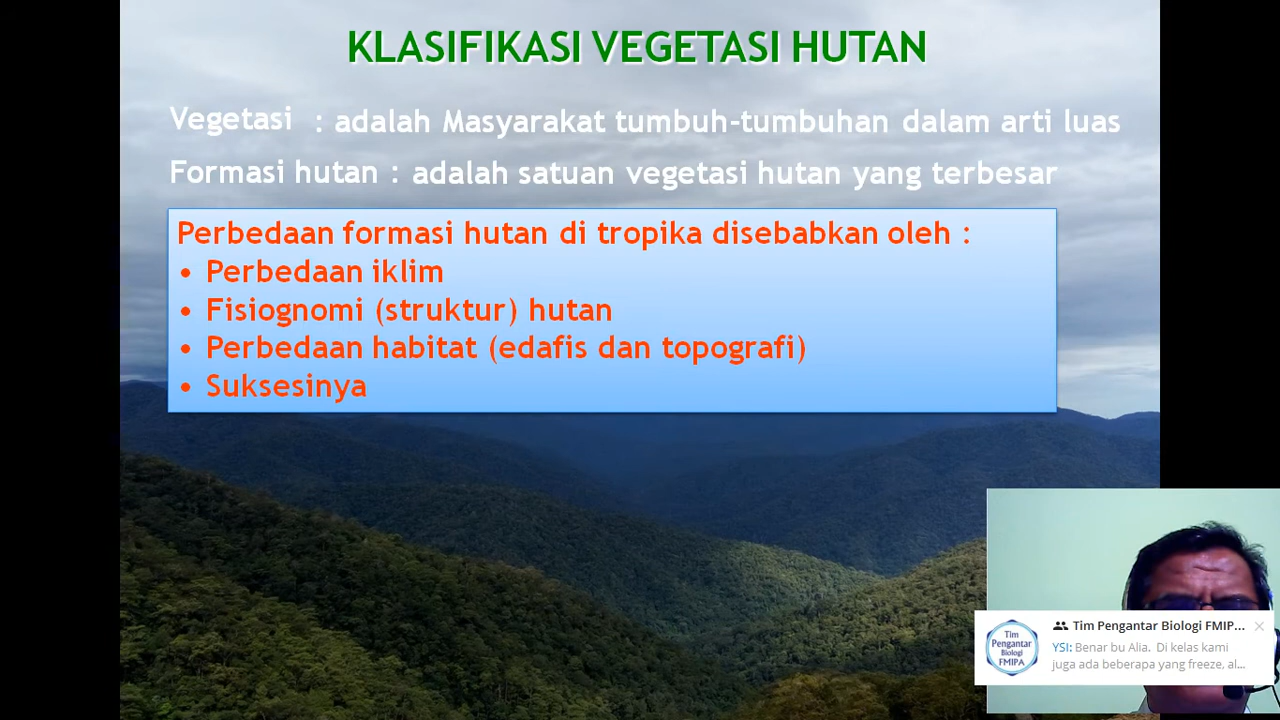 KLASIFIKASI VEGETASI HUTAN
Vegetasi : adalah Masyarakat tumbuh-tumbuhan dalam arti luas
Formasi hutan : adalah satuan vegetasi hutan yang terbesar
Perbedaan formasi hutan di tropika disebabkan oleh :
• Perbedaan iklim
• Fisiognomi (struktur) hutan
• Perbedaan habitat (edafis dan topografi)
• Suksesinya
Tim Pengantar Biologi FMIP...
YSI: Benar bu Alia. Di kelas kami
juga ada beberapa yang freeze, al...
Tim
Pengantar
Biologi
FMIPA